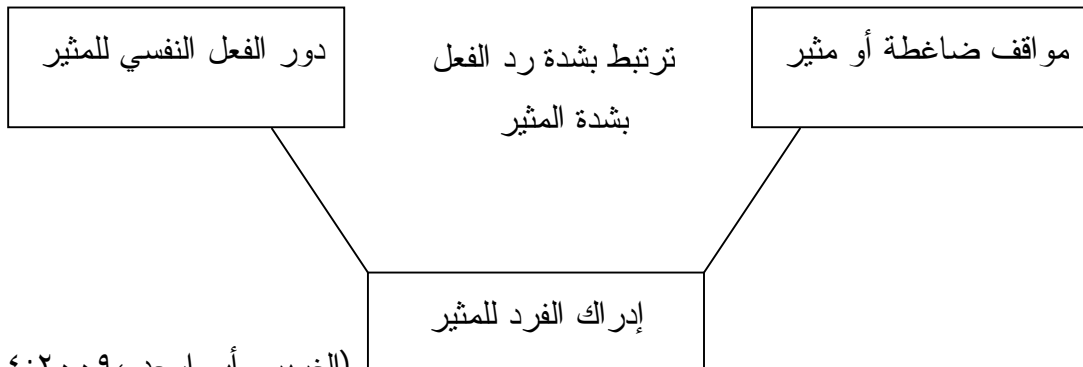 مواقف ضاغطة أو مثير
ترتبط بشدة رد الفعل
بشدة المثير
دور الفعل النفسي للمثير
إدراك الفرد للمثير